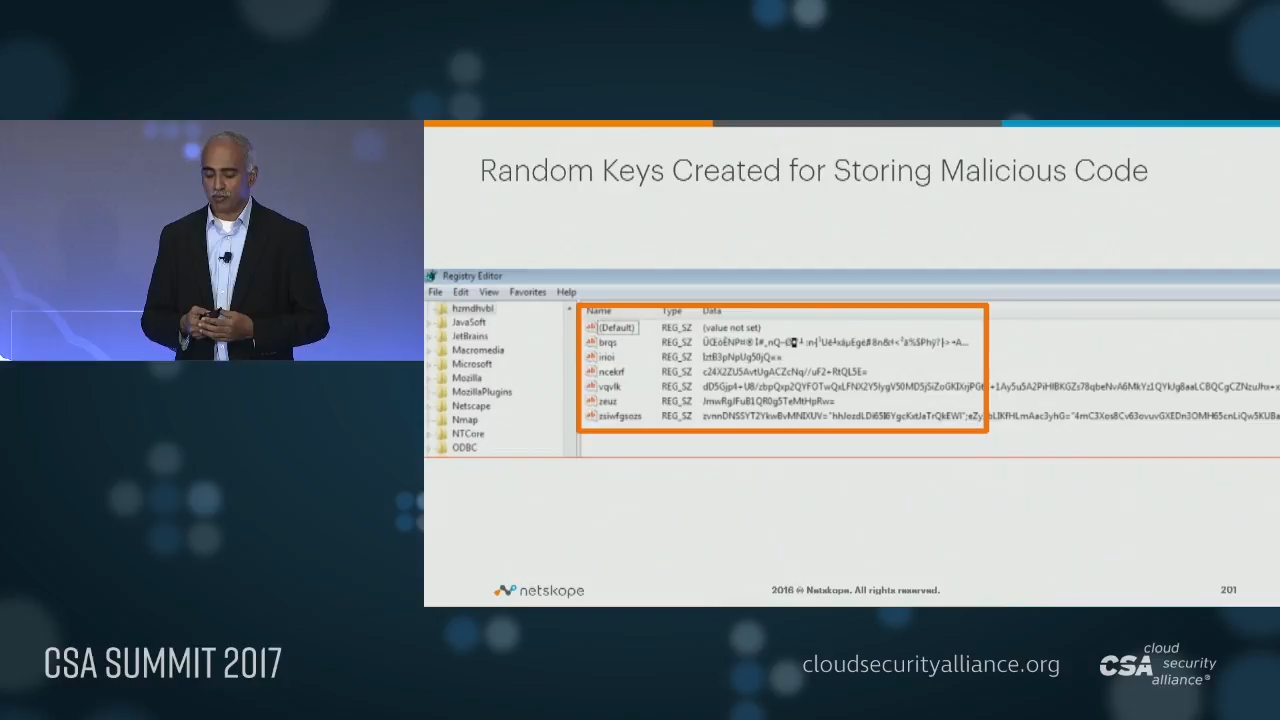 Random Keys Created for Storing Malicious Code
Registry Editor
File Edit View Favorites Help
hzmdhvbl
JavaSoft
JetBrains
Macromedia
Microsoft
Mozilla
MozillaPlugins
Netscape
Nmap
NTCore
ODBC
Name Type Data
(Default) REG_SZ (value not set)
brqs REG_SZ
irioi REG_SZ
ncekrf REG_SZ
vqvlk REG_SZ
zeuz REG_SZ
zsiwfgsozs REG_SZ
netskope
2016 © Netskope. All rights reserved.
201
CSA SUMMIT 2017
cloudsecurityalliance.org
CSA cloud security alliance®